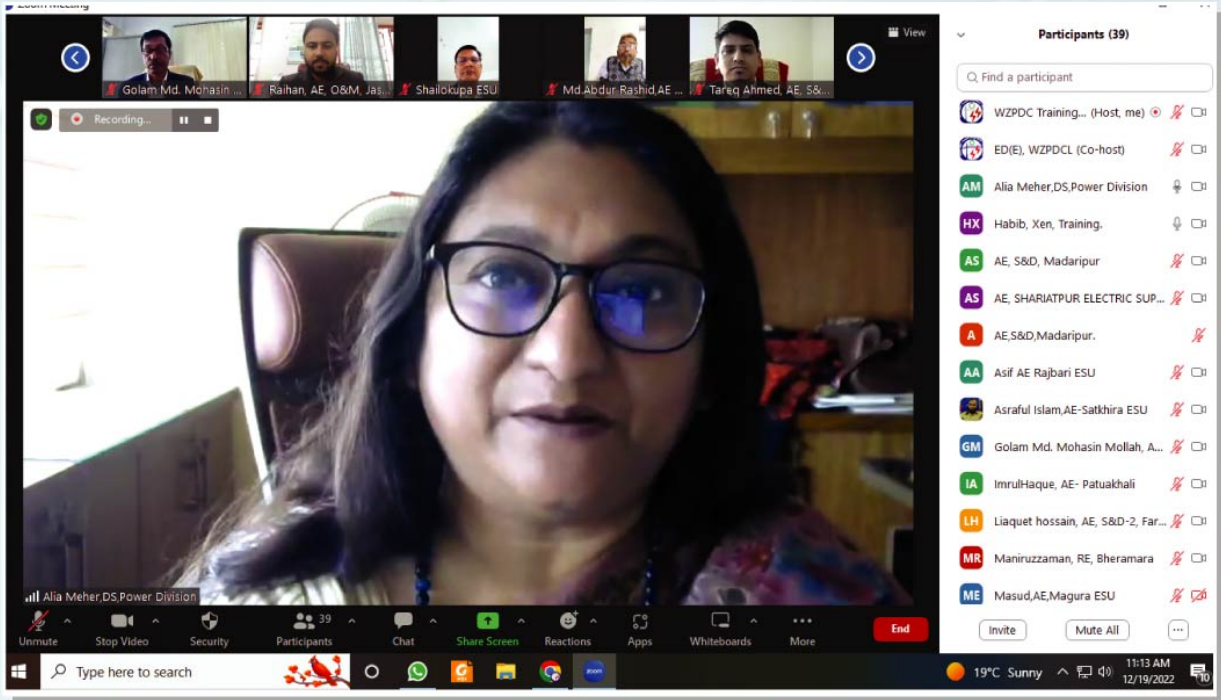 Zoom Meeting
View
Golam Md. Mohasin ...
Raihan, AE, O&M, Jas...
Shailokupa ESU
Md.Abdur Rashid,AE ...
Tareq Ahmed, AE, S&...
Recording...
Alia Meher,DS,Power Division
Participants (39)
Find a participant
WZPDC Training... (Host, me)
ED(E), WZPDCL (Co-host)
AM Alia Meher,DS,Power Division
HX Habib, Xen, Training.
AS AE, S&D, Madaripur
AS AE, SHARIATPUR ELECTRIC SUP...
A AE,S&D,Madaripur.
AA Asif AE Rajbari ESU
Asraful Islam,AE-Satkhira ESU
GM Golam Md. Mohasin Mollah, A...
IA ImrulHaque, AE- Patuakhali
LH Liaquet hossain, AE, S&D-2, Far...
MR Maniruzzaman, RE, Bheramara
ME Masud,AE,Magura ESU
Invite Mute All ...
Unmute Stop Video Security Participants 39 Chat Share Screen Reactions Apps Whiteboards More End
Type here to search
zoom
19°C Sunny
11:13 AM
12/19/2022
10